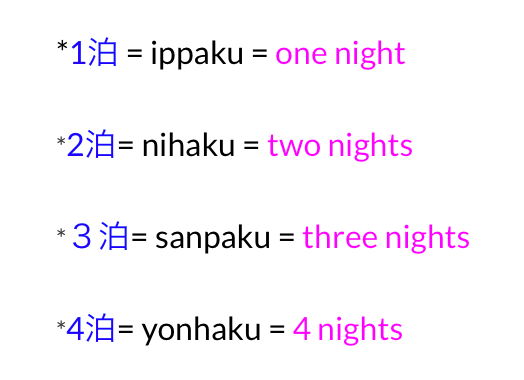 *1泊 = ippaku = one night
*2泊= nihaku = two nights
*３泊= sanpaku = three nights
*4泊= yonhaku = 4 nights